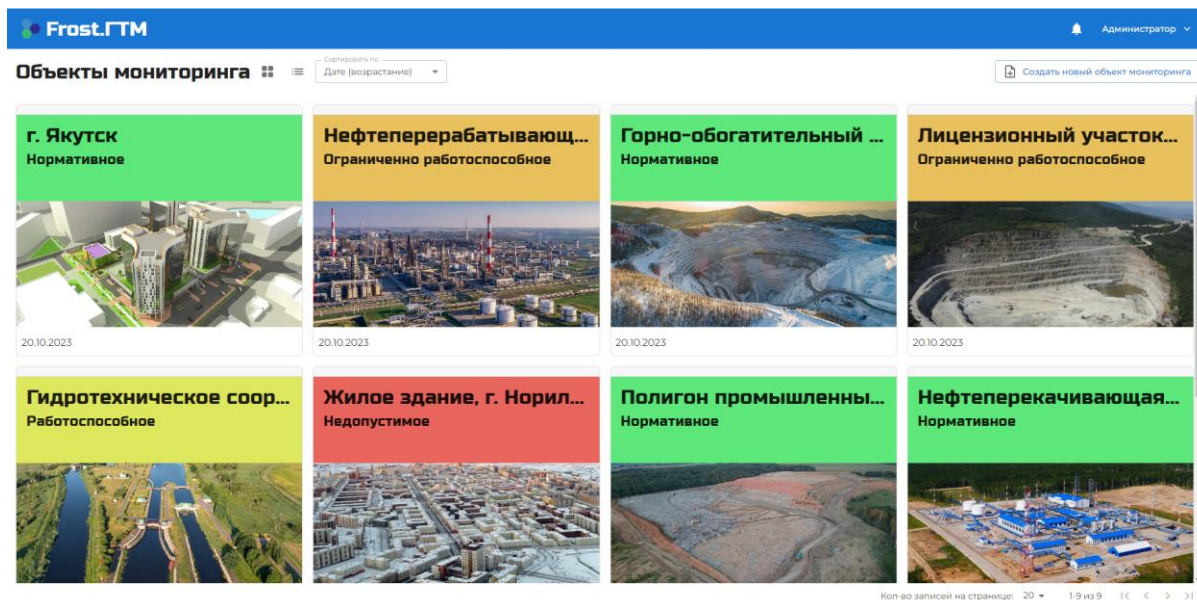 Frost.ГТМ
Администратор
Объекты мониторинга
Сортировать по
Дате (возрастание)
Создать новый объект мониторинга
г. Якутск
Нормативное
Нефтеперерабатывающ...
Ограниченно работоспособное
Горно-обогатительный ...
Нормативное
Лицензионный участок...
Ограниченно работоспособное
20.10.2023
20.10.2023
20.10.2023
20.10.2023
Гидротехническое соор...
Работоспособное
Жилое здание, г. Норил...
Недопустимое
Полигон промышленны...
Нормативное
Нефтеперекачивающая...
Нормативное
Кол-во записей на странице: 20 1-9 из 9